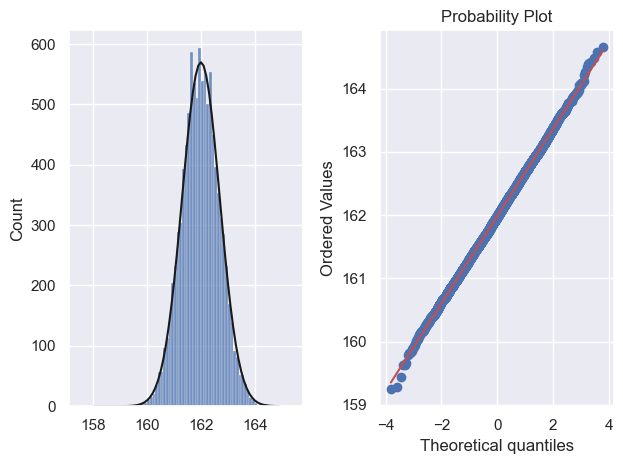 600
500
400
300
200
100
0
Count
158 160 162 164
Probability Plot
164
163
162
161
160
159
Ordered Values
−4 −2 0 2 4
Theoretical quantiles